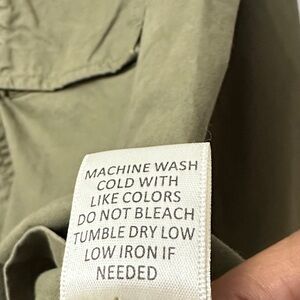 MACHINE WASH
COLD WITH
LIKE COLORS
DO NOT BLEACH
TUMBLE DRY LOW
LOW IRON IF
NEEDED